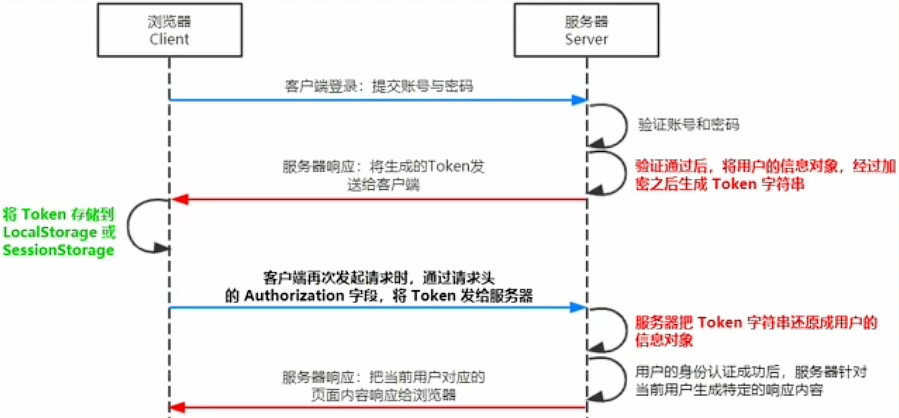 浏览器
Client
服务器
Server
客户端登录：提交账号与密码
验证账号和密码
服务器响应：将生成的Token发
送给客户端
验证通过后，将用户的信息对象，经过加
密之后生成 Token 字符串
将 Token 存储到
LocalStorage 或
SessionStorage
客户端再次发起请求时，通过请求头
的 Authorization 字段，将 Token 发给服务器
服务器把 Token 字符串还原成用户的
信息对象
服务器响应：把当前用户对应的
页面内容响应给浏览器
用户的身份认证成功后，服务器针对
当前用户生成特定的响应内容